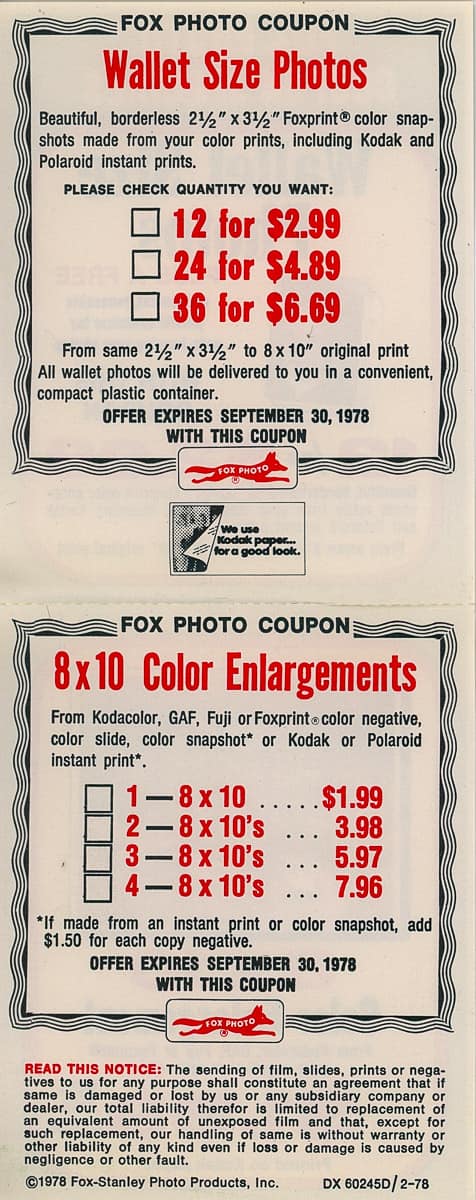 FOX PHOTO COUPON
Wallet Size Photos
Beautiful, borderless 2½″ x 3½″ Foxprint® color snap-
shots made from your color prints, including Kodak and
Polaroid instant prints.
PLEASE CHECK QUANTITY YOU WANT:
12 for $2.99
24 for $4.89
36 for $6.69
From same 2½″ x 3½″ to 8 x 10″ original print
All wallet photos will be delivered to you in a convenient,
compact plastic container.
OFFER EXPIRES SEPTEMBER 30, 1978
WITH THIS COUPON
FOX PHOTO
®
We use
Kodak paper...
for a good look.
FOX PHOTO COUPON
8 x 10 Color Enlargements
From Kodacolor, GAF, Fuji or Foxprint® color negative,
color slide, color snapshot* or Kodak or Polaroid
instant print*.
1 — 8 x 10 ..... $1.99
2 — 8 x 10's ... 3.98
3 — 8 x 10's ... 5.97
4 — 8 x 10's ... 7.96
*If made from an instant print or color snapshot, add
$1.50 for each copy negative.
OFFER EXPIRES SEPTEMBER 30, 1978
WITH THIS COUPON
FOX PHOTO
®
READ THIS NOTICE: The sending of film, slides, prints or nega-
tives to us for any purpose shall constitute an agreement that if
same is damaged or lost by us or any subsidiary company or
dealer, our total liability therefor is limited to replacement of
an equivalent amount of unexposed film and that, except for
such replacement, our handling of same is without warranty or
other liability of any kind even if loss or damage is caused by
negligence or other fault.
©1978 Fox-Stanley Photo Products, Inc. DX 60245D/2-78